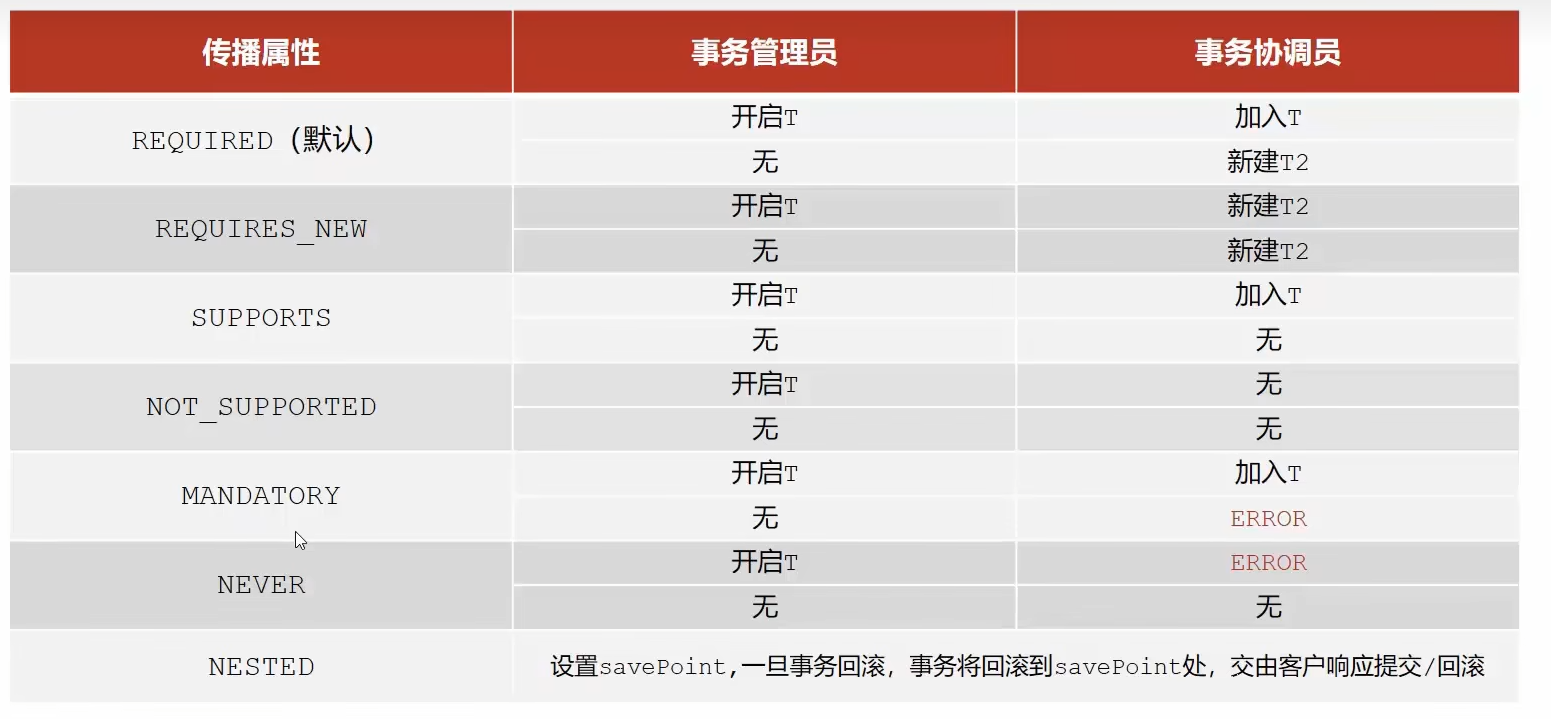 传播属性 事务管理员 事务协调员
REQUIRED（默认） 开启T 加入T
无 新建T2
REQUIRES_NEW 开启T 新建T2
无 新建T2
SUPPORTS 开启T 加入T
无 无
NOT_SUPPORTED 开启T 无
无 无
MANDATORY 开启T 加入T
无 ERROR
NEVER 开启T ERROR
无 无
NESTED 设置savePoint,一旦事务回滚，事务将回滚到savePoint处，交由客户响应提交/回滚